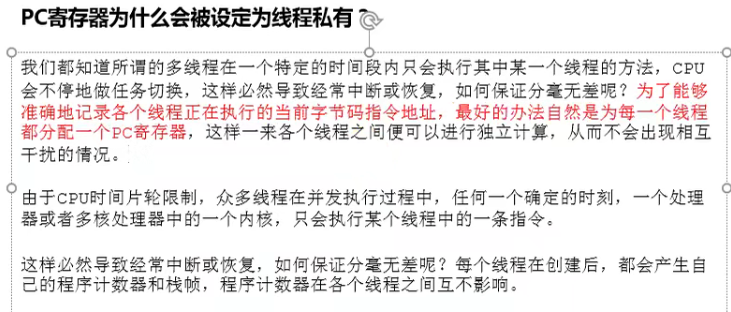 PC寄存器为什么会被设定为线程私有？
我们都知道所谓的多线程在一个特定的时间段内只会执行其中某一个线程的方法，CPU
会不停地做任务切换，这样必然导致经常中断或恢复，如何保证分毫无差呢？为了能够
准确地记录各个线程正在执行的当前字节码指令地址，最好的办法自然是为每一个线程
都分配一个PC寄存器，这样一来各个线程之间便可以进行独立计算，从而不会出现相互
干扰的情况。
由于CPU时间片轮限制，众多线程在并发执行过程中，任何一个确定的时刻，一个处理
器或者多核处理器中的一个内核，只会执行某个线程中的一条指令。
这样必然导致经常中断或恢复，如何保证分毫无差呢？每个线程在创建后，都会产生自
己的程序计数器和栈帧，程序计数器在各个线程之间互不影响。